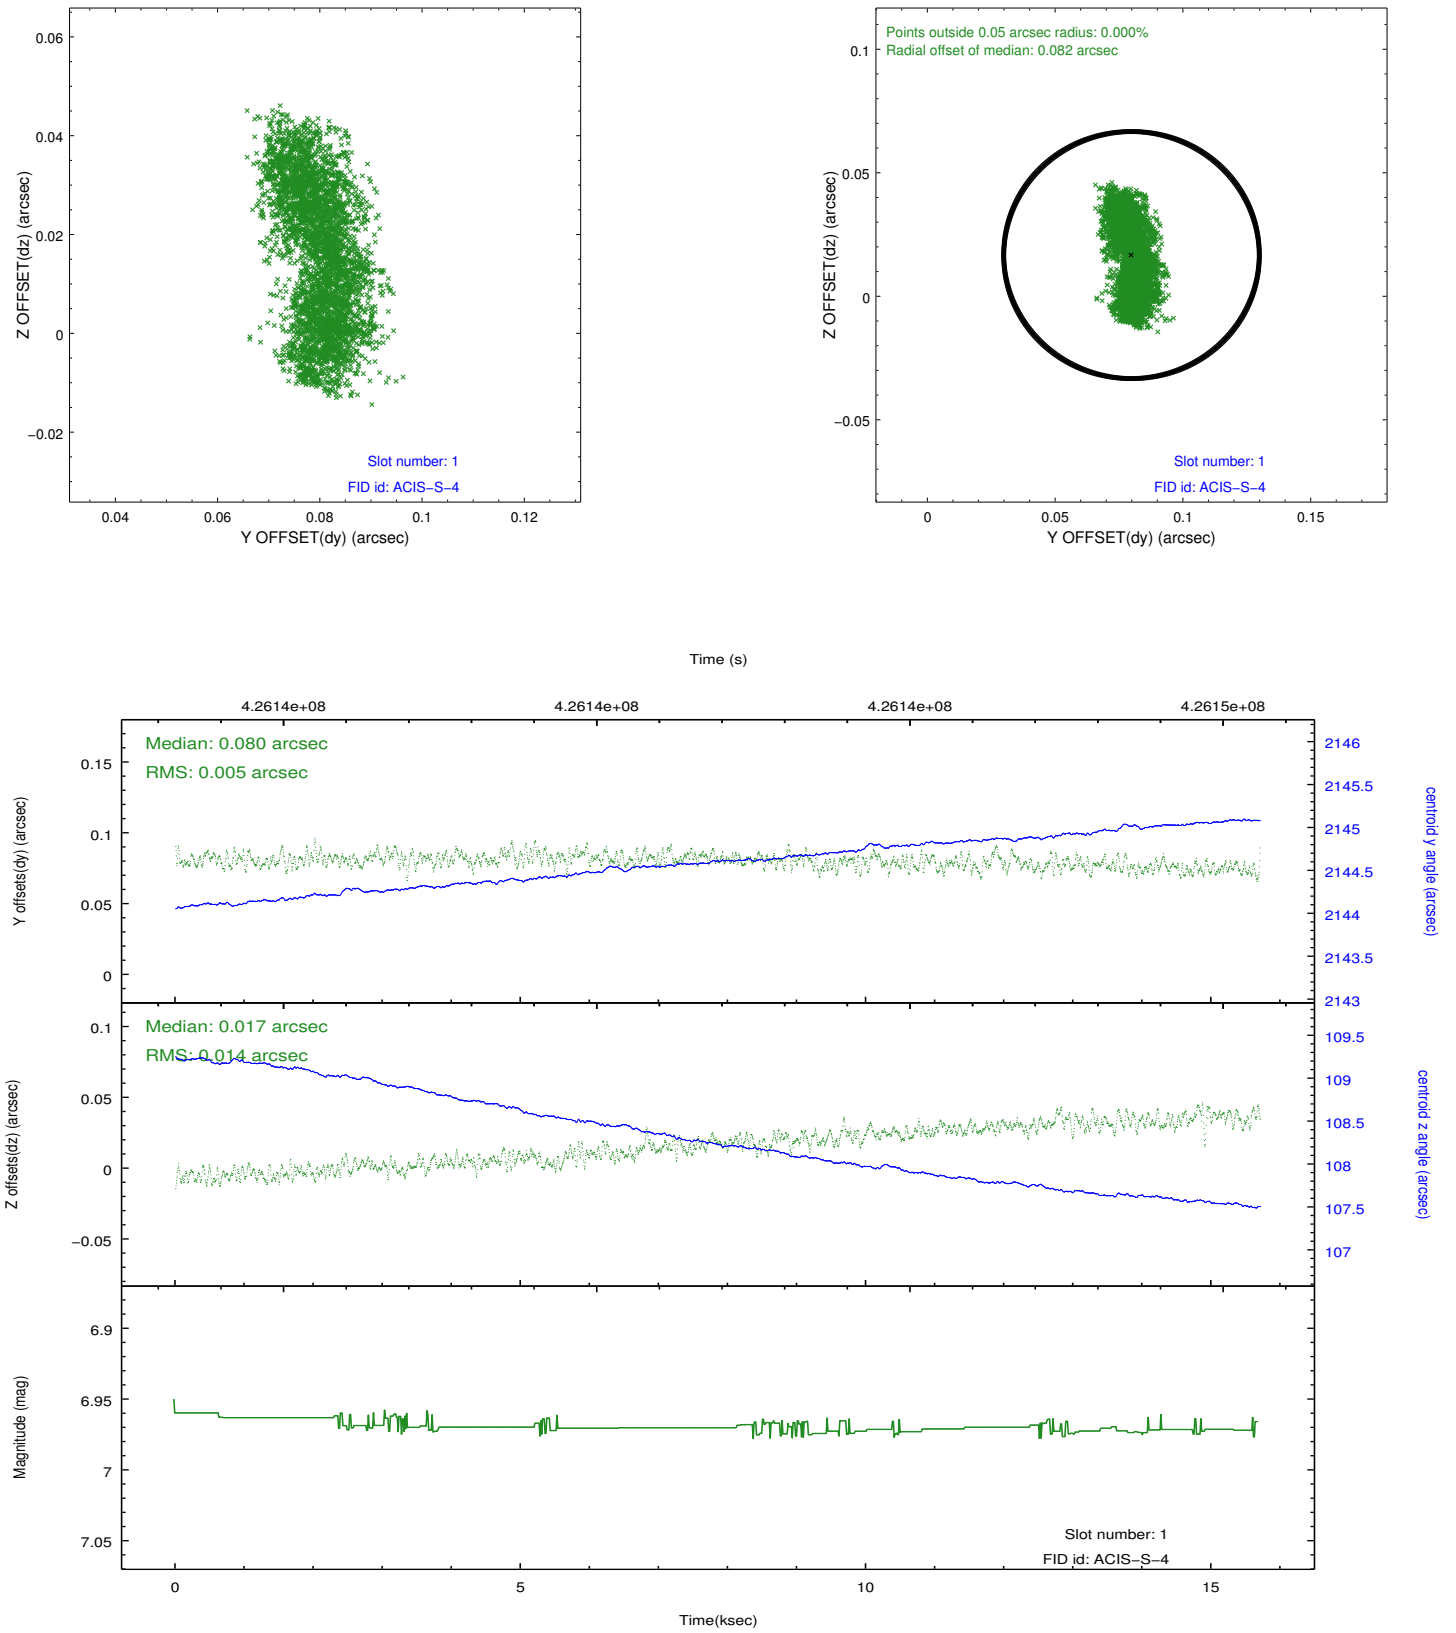 0.06
0.04
0.02
0
−0.02
Z OFFSET(dz) (arcsec)
Slot number: 1
FID id: ACIS−S−4
0.04
0.06
0.08
0.1
0.12
Y OFFSET(dy) (arcsec)
Points outside 0.05 arcsec radius: 0.000%
Radial offset of median: 0.082 arcsec
0.1
0.05
0
−0.05
Z OFFSET(dz) (arcsec)
Slot number: 1
FID id: ACIS−S−4
0
0.05
0.1
0.15
Y OFFSET(dy) (arcsec)
Time (s)
4.2614e+08
4.2614e+08
4.2614e+08
4.2615e+08
Median: 0.080 arcsec
RMS: 0.005 arcsec
0.15
0.1
0.05
0
Y offsets(dy) (arcsec)
2146
2145.5
2145
2144.5
2144
2143.5
2143
centroid y angle (arcsec)
Median: 0.017 arcsec
RMS: 0.014 arcsec
0.1
0.05
0
−0.05
Z offsets(dz) (arcsec)
109.5
109
108.5
108
107.5
107
centroid z angle (arcsec)
6.9
6.95
7
7.05
Magnitude (mag)
Slot number: 1
FID id: ACIS−S−4
0
5
10
15
Time(ksec)